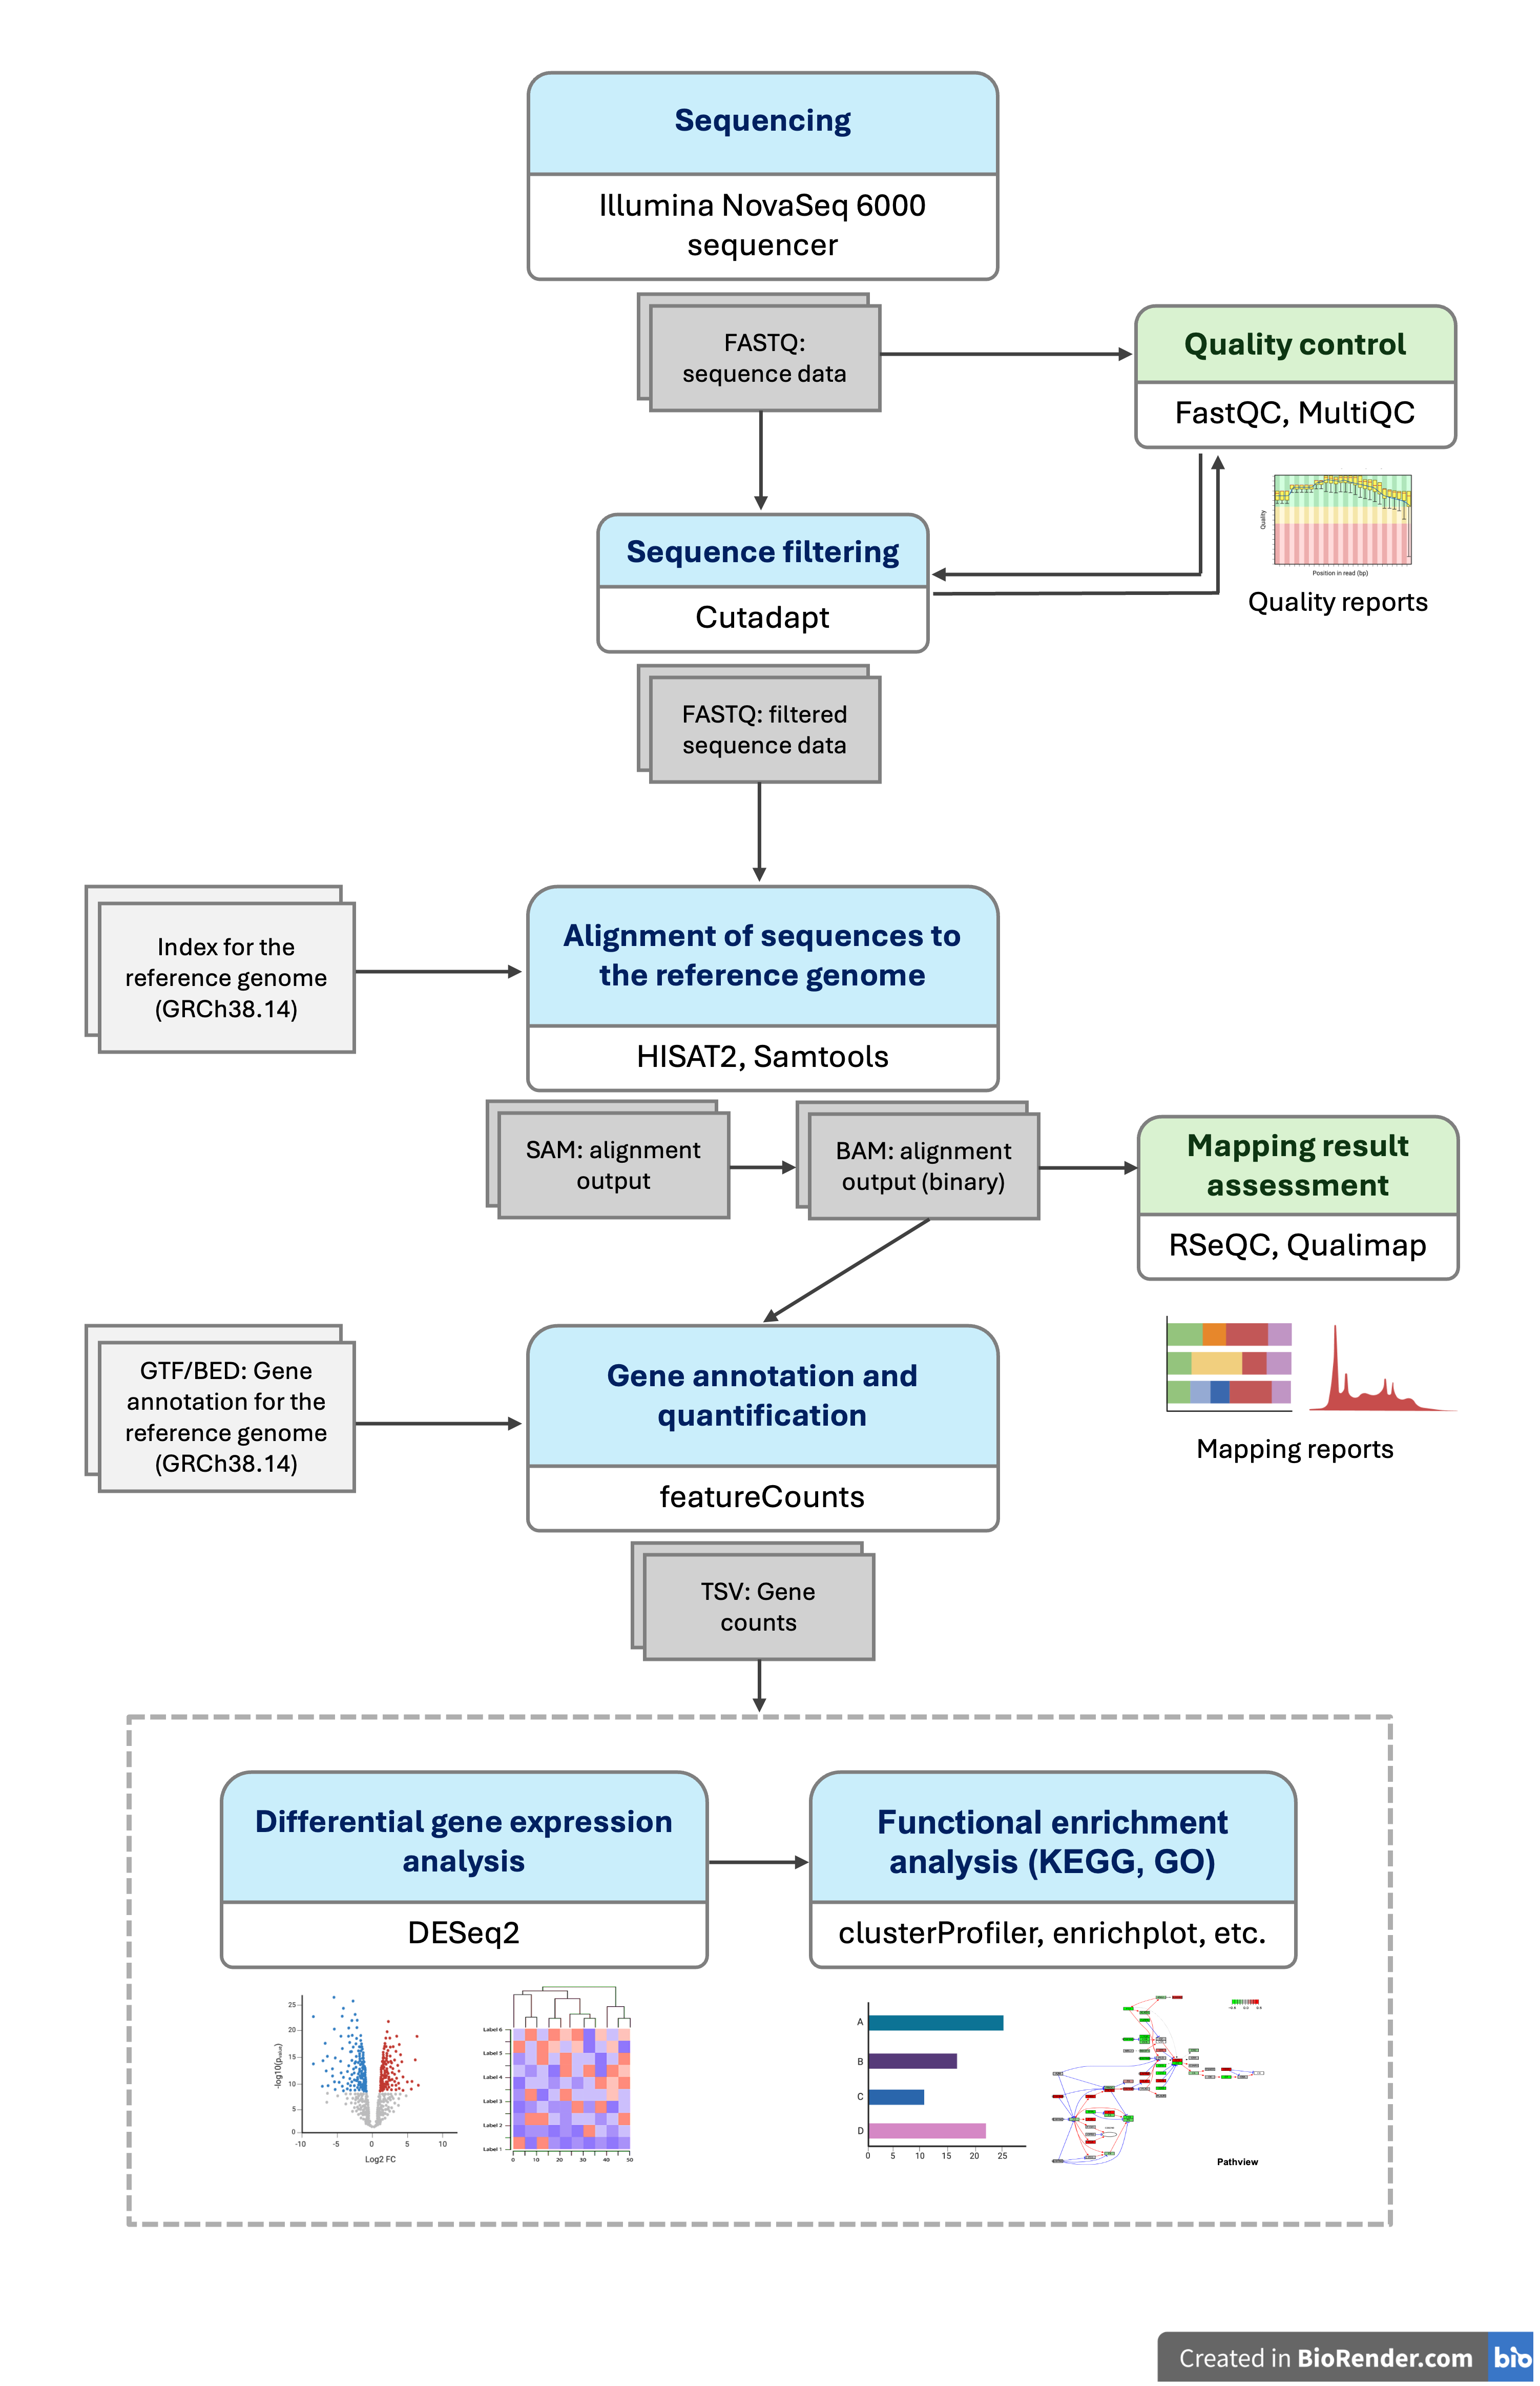 Sequencing
Illumina NovaSeq 6000
sequencer
FASTQ:
sequence data
Quality control
FastQC, MultiQC
Quality
Position in read (bp)
Quality reports
Sequence filtering
Cutadapt
FASTQ: filtered
sequence data
Index for the
reference genome
(GRCh38.14)
Alignment of sequences to
the reference genome
HISAT2, Samtools
SAM: alignment
output
BAM: alignment
output (binary)
Mapping result
assessment
RSeQC, Qualimap
Mapping reports
GTF/BED: Gene
annotation for the
reference genome
(GRCh38.14)
Gene annotation and
quantification
featureCounts
TSV: Gene
counts
Differential gene expression
analysis
DESeq2
Functional enrichment
analysis (KEGG, GO)
clusterProfiler, enrichplot, etc.
-log10(pvalue)
25
20
15
10
5
0
-10 -5 0 5 10
Log2 FC
Label 6
Label 5
Label 4
Label 3
Label 2
Label 1
0 10 20 30 40 50
A
B
C
D
0 5 10 15 20 25
Pathview
Created in BioRender.com bio